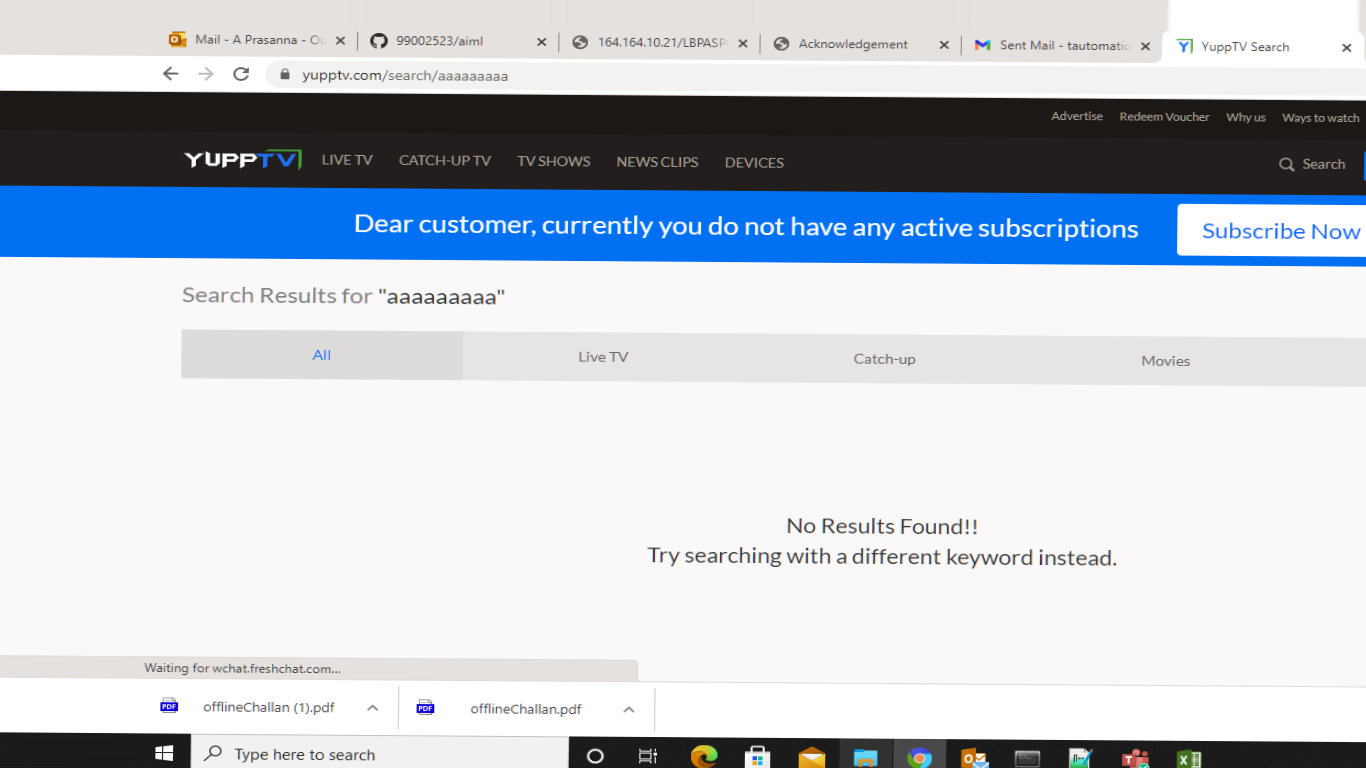 Mail - A Prasanna - Ou
99002523/aiml
164.164.10.21/LBPASP
Acknowledgement
Sent Mail - tautomatic
YuppTV Search
yupptv.com/search/aaaaaaaaa
Advertise Redeem Voucher Why us Ways to watch
YUPPTV LIVE TV CATCH-UP TV TV SHOWS NEWS CLIPS DEVICES Search
Dear customer, currently you do not have any active subscriptions Subscribe Now
Search Results for "aaaaaaaaa"
All Live TV Catch-up Movies
No Results Found!!
Try searching with a different keyword instead.
Waiting for wchat.freshchat.com...
PDF offlineChallan (1).pdf PDF offlineChallan.pdf
Type here to search